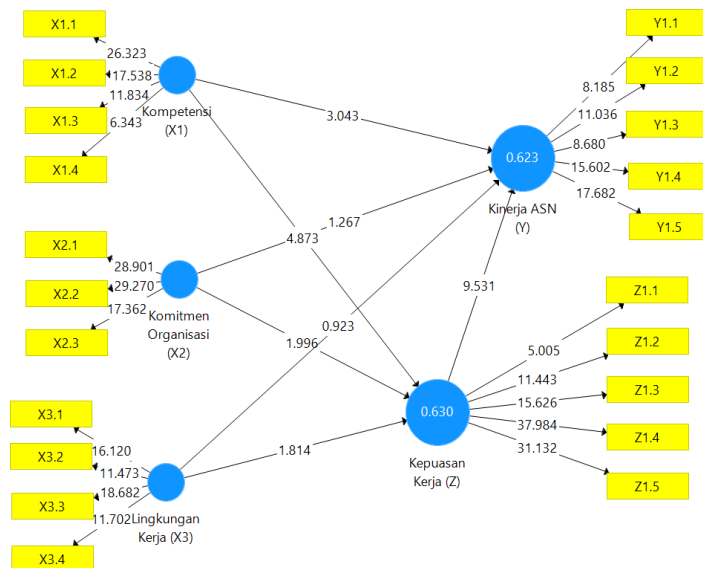 X1.1
X1.2
X1.3
X1.4
26.323
17.538
11.834
6.343
Kompetensi
(X1)
3.043
4.873
X2.1
X2.2
X2.3
28.901
29.270
17.362
Komitmen
Organisasi
(X2)
1.267
1.996
X3.1
X3.2
X3.3
X3.4
16.120
11.473
18.682
11.702
Lingkungan
Kerja (X3)
0.923
1.814
0.623
Kinerja ASN
(Y)
8.185
11.036
8.680
15.602
17.682
Y1.1
Y1.2
Y1.3
Y1.4
Y1.5
9.531
0.630
Kepuasan
Kerja (Z)
5.005
11.443
15.626
37.984
31.132
Z1.1
Z1.2
Z1.3
Z1.4
Z1.5